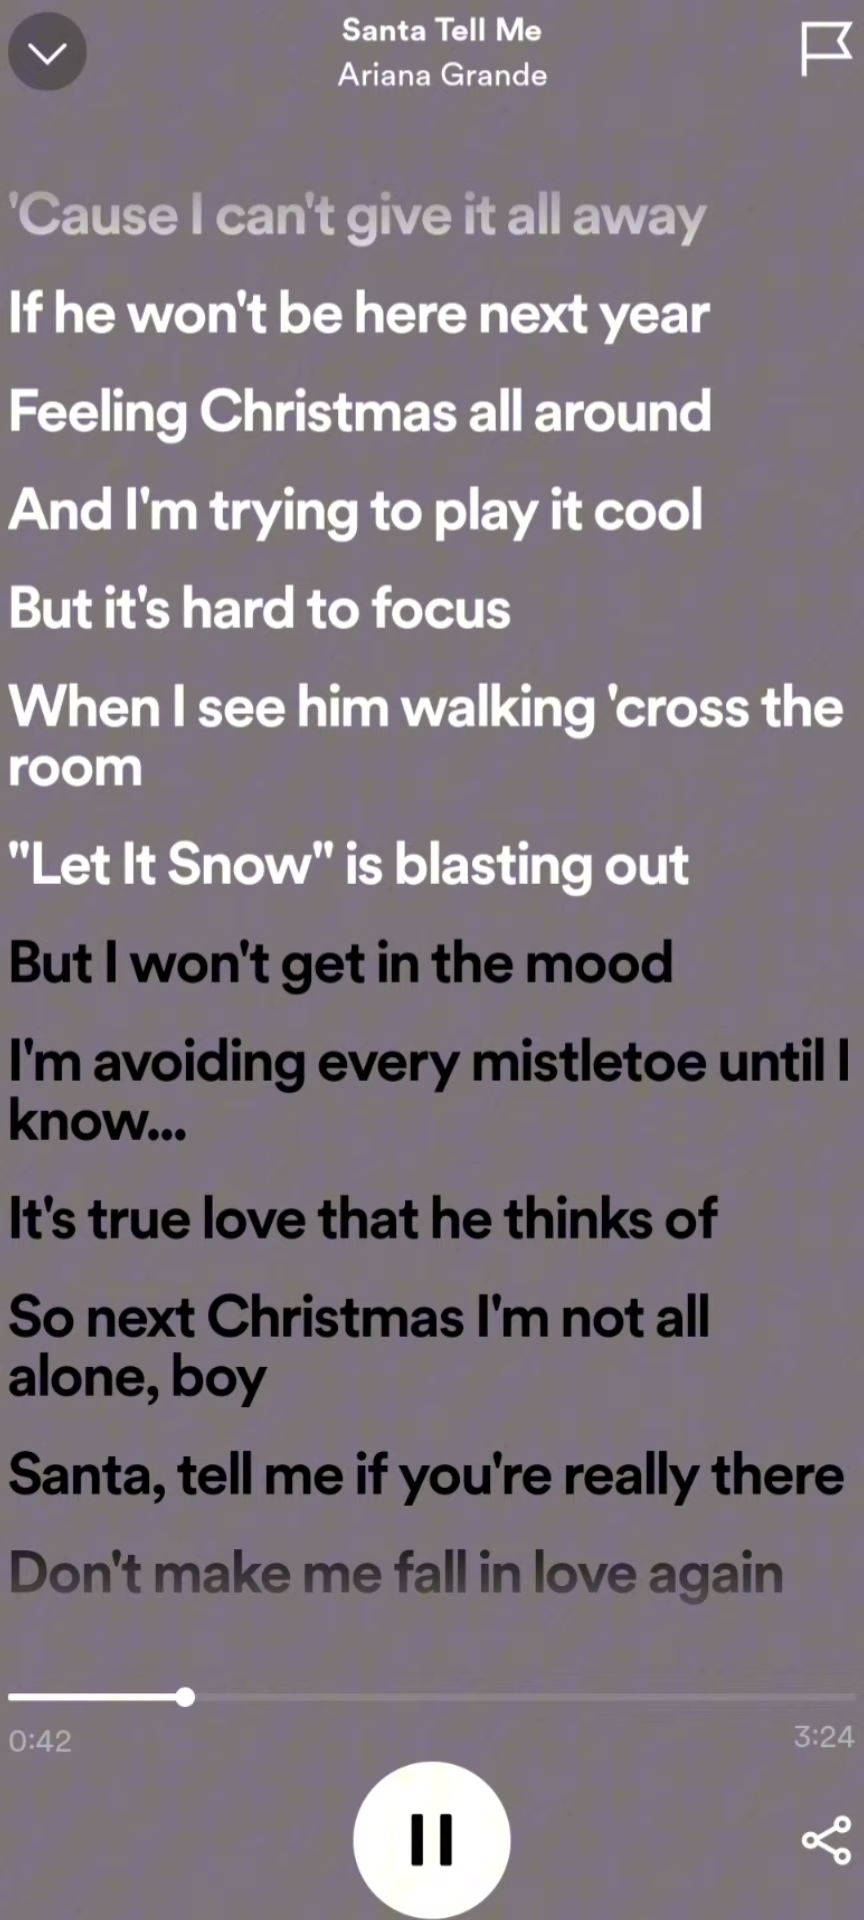 Santa Tell Me
Ariana Grande
'Cause I can't give it all away
If he won't be here next year
Feeling Christmas all around
And I'm trying to play it cool
But it's hard to focus
When I see him walking 'cross the
room
"Let It Snow" is blasting out
But I won't get in the mood
I'm avoiding every mistletoe until I
know...
It's true love that he thinks of
So next Christmas I'm not all
alone, boy
Santa, tell me if you're really there
Don't make me fall in love again
0:42
3:24